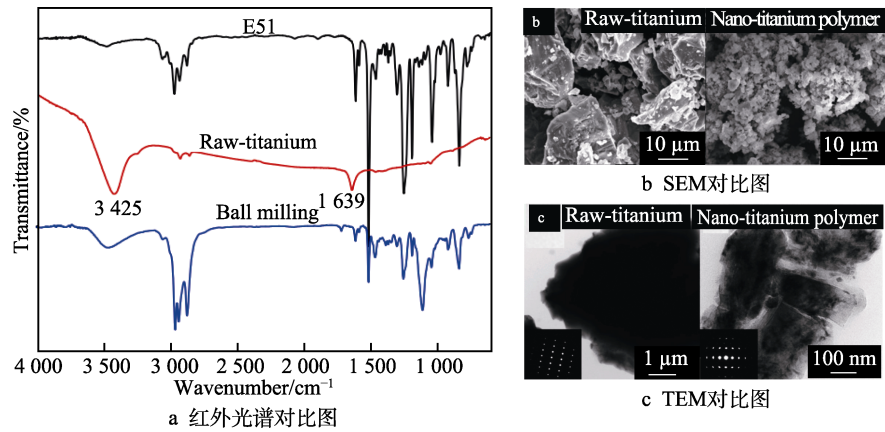 E51
Raw-titanium
3 425
1 639
Ball milling
Transmittance/%
4 000 3 500 3 000 2 500 2 000 1 500 1 000
Wavenumber/cm⁻¹
a 红外光谱对比图
b Raw-titanium Nano-titanium polymer
10 μm 10 μm
b SEM对比图
c Raw-titanium Nano-titanium polymer
1 μm 100 nm
c TEM对比图